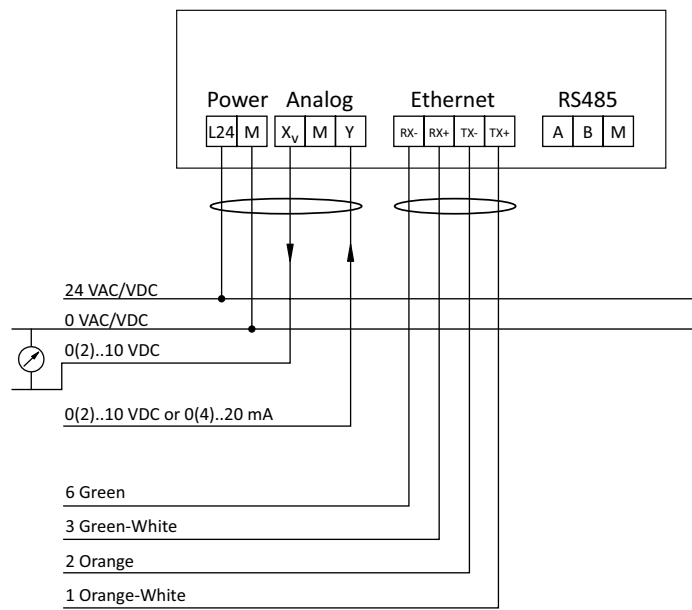 Power Analog Ethernet RS485
L24 M Xv M Y RX- RX+ TX- TX+ A B M
24 VAC/VDC
0 VAC/VDC
0(2)..10 VDC
0(2)..10 VDC or 0(4)..20 mA
6 Green
3 Green-White
2 Orange
1 Orange-White